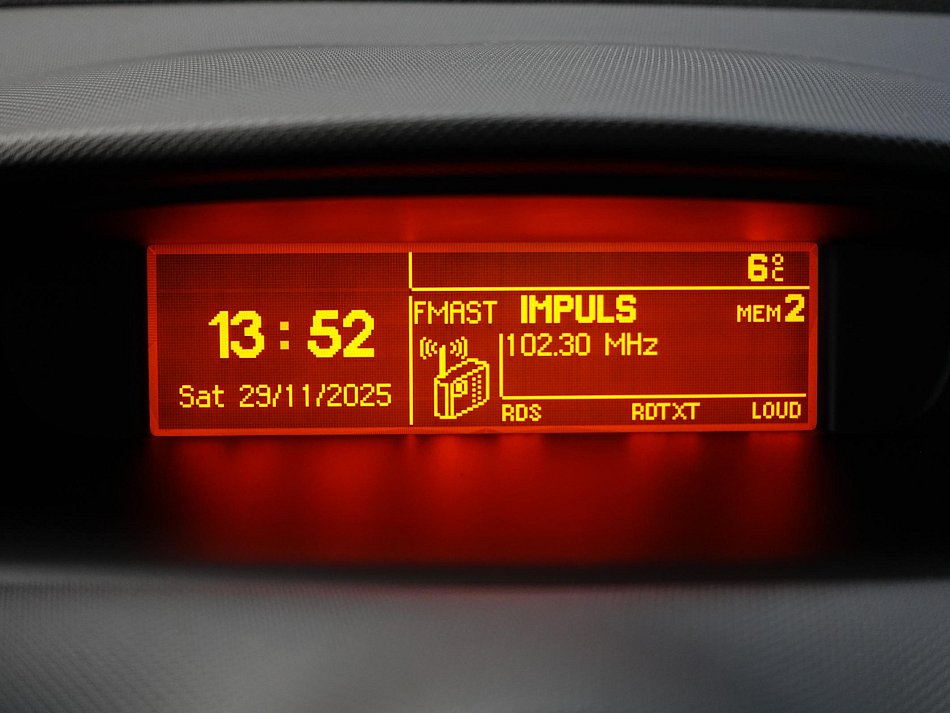 13:52
Sat 29/11/2025
6°C
FMAST IMPULS MEM2
102.30 MHz
RDS RDTXT LOUD